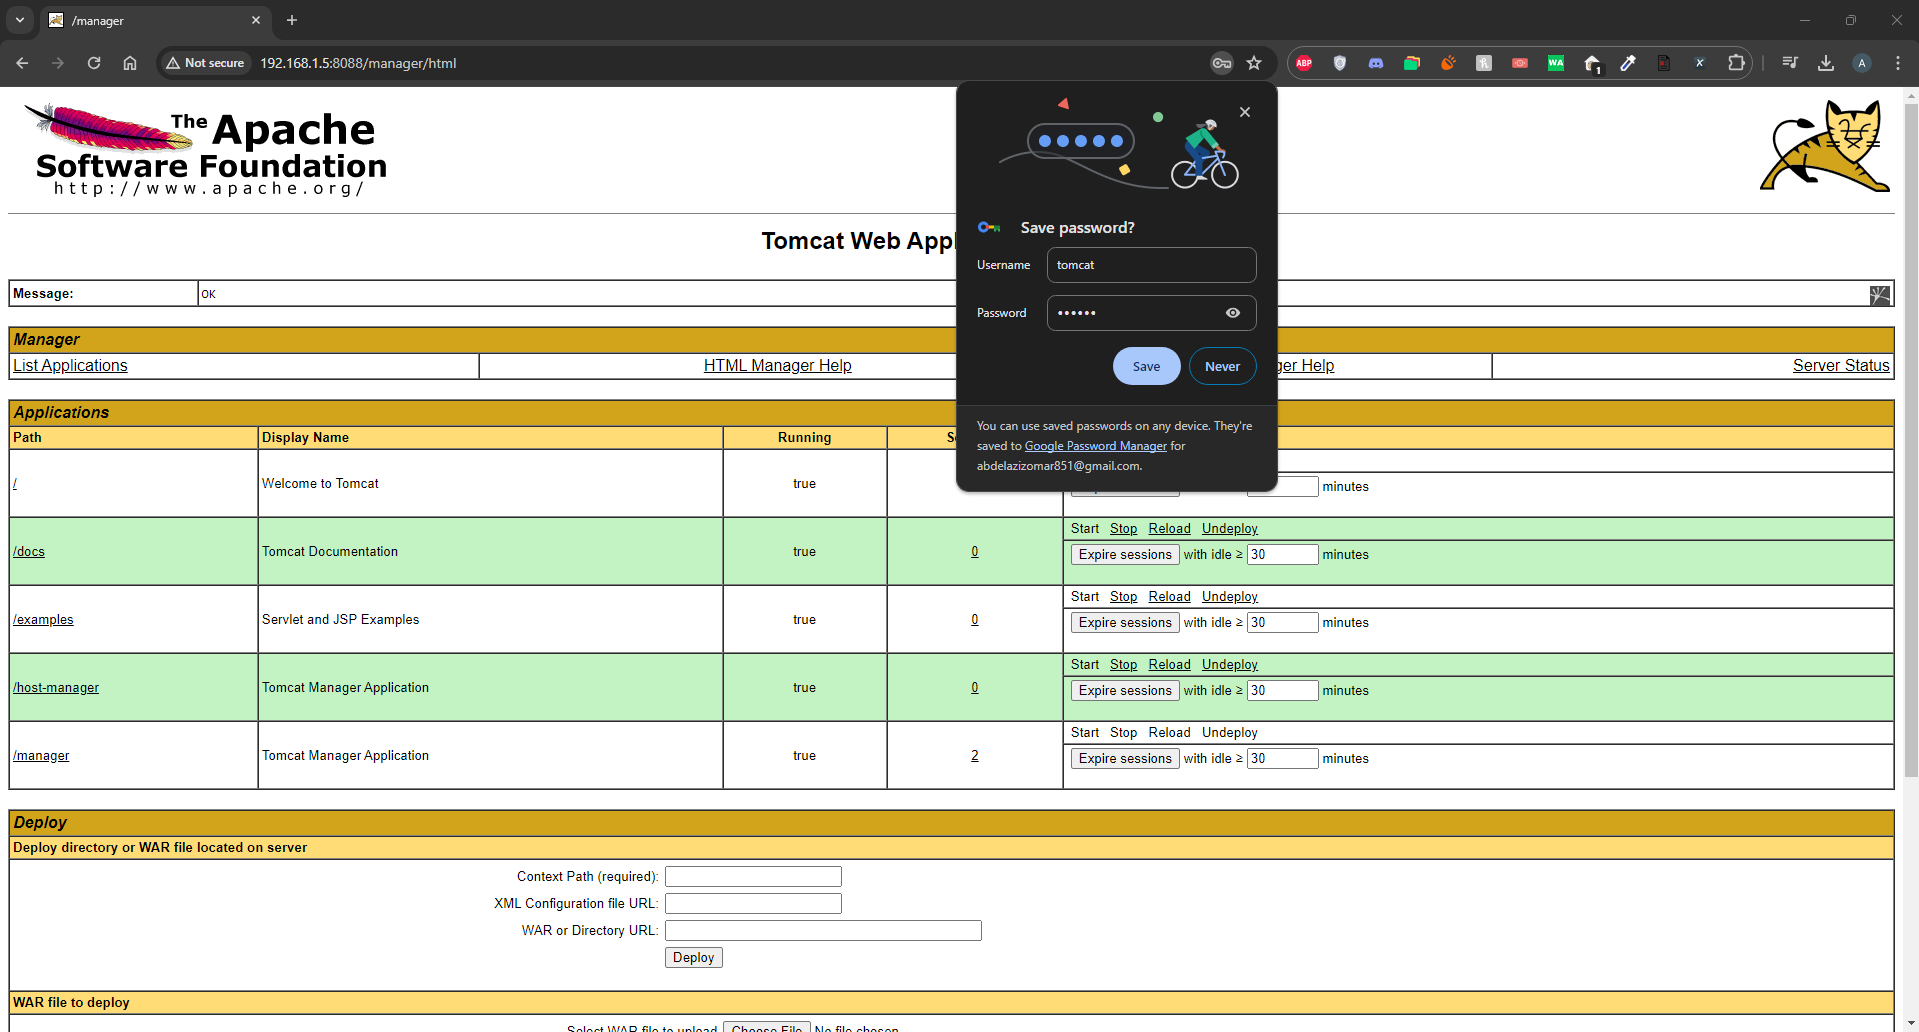 /manager
Not secure
192.168.1.5:8088/manager/html
ABP
WA
1
A
The Apache
Software Foundation
http://www.apache.org/
Tomcat Web Appl
Save password?
Username
tomcat
Password
••••••
Save
Never
You can use saved passwords on any device. They're
saved to Google Password Manager for
abdelazizomar851@gmail.com.
Message:
OK
Manager
List Applications
HTML Manager Help
ger Help
Server Status
Applications
Path
Display Name
Running
S
/
Welcome to Tomcat
true
minutes
/docs
Tomcat Documentation
true
0
Start Stop Reload Undeploy
Expire sessions with idle ≥ 30 minutes
/examples
Servlet and JSP Examples
true
0
Start Stop Reload Undeploy
Expire sessions with idle ≥ 30 minutes
/host-manager
Tomcat Manager Application
true
0
Start Stop Reload Undeploy
Expire sessions with idle ≥ 30 minutes
/manager
Tomcat Manager Application
true
2
Start Stop Reload Undeploy
Expire sessions with idle ≥ 30 minutes
Deploy
Deploy directory or WAR file located on server
Context Path (required):
XML Configuration file URL:
WAR or Directory URL:
Deploy
WAR file to deploy
Select WAR file to upload Choose File No file chosen